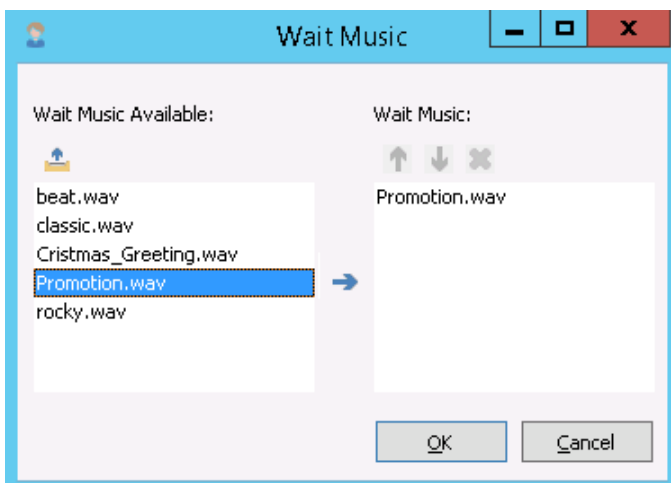 Wait Music
Wait Music Available:
beat.wav
classic.wav
Cristmas_Greeting.wav
Promotion.wav
rocky.wav
Wait Music:
Promotion.wav
OK
Cancel